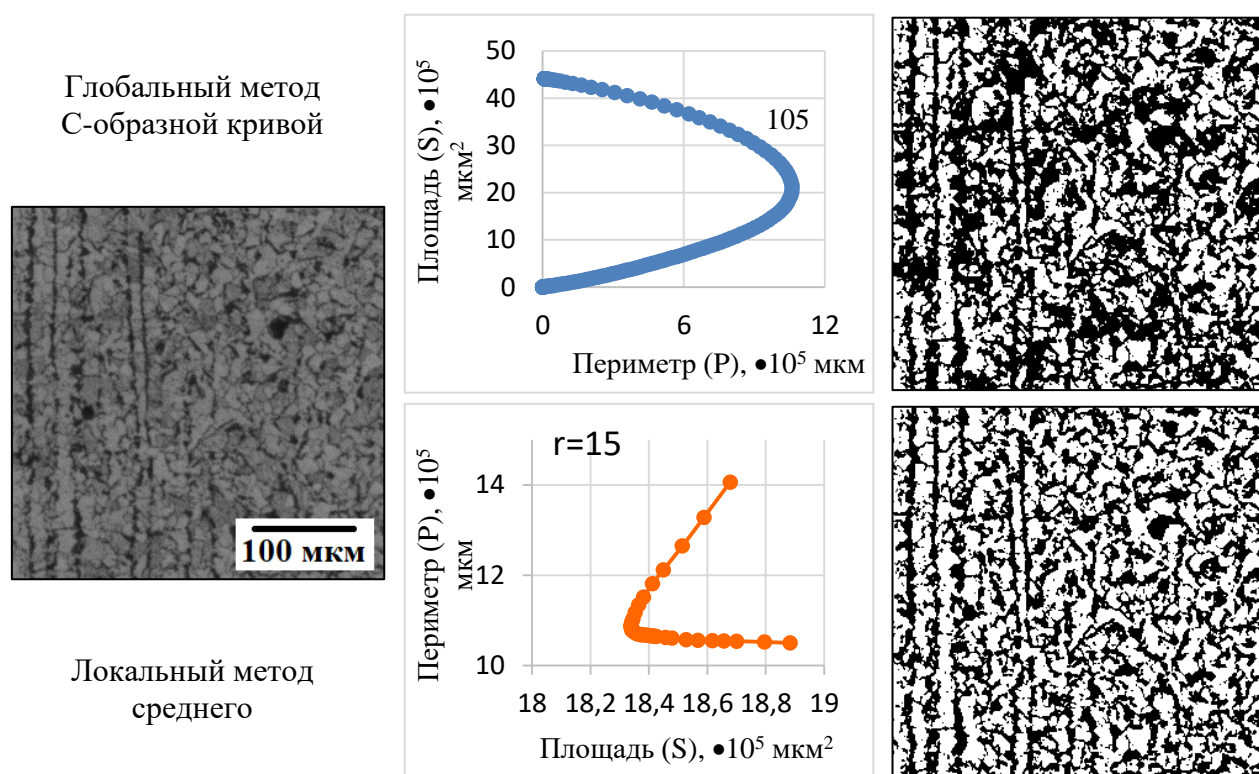 Глобальный метод
С-образной кривой
100 мкм
Локальный метод
среднего
Площадь (S), •10⁵
мкм²
50
40
30
20
10
0
105
0 6 12
Периметр (P), •10⁵ мкм
Периметр (P), •10⁵
мкм
r=15
14
12
10
18 18,2 18,4 18,6 18,8 19
Площадь (S), •10⁵ мкм²